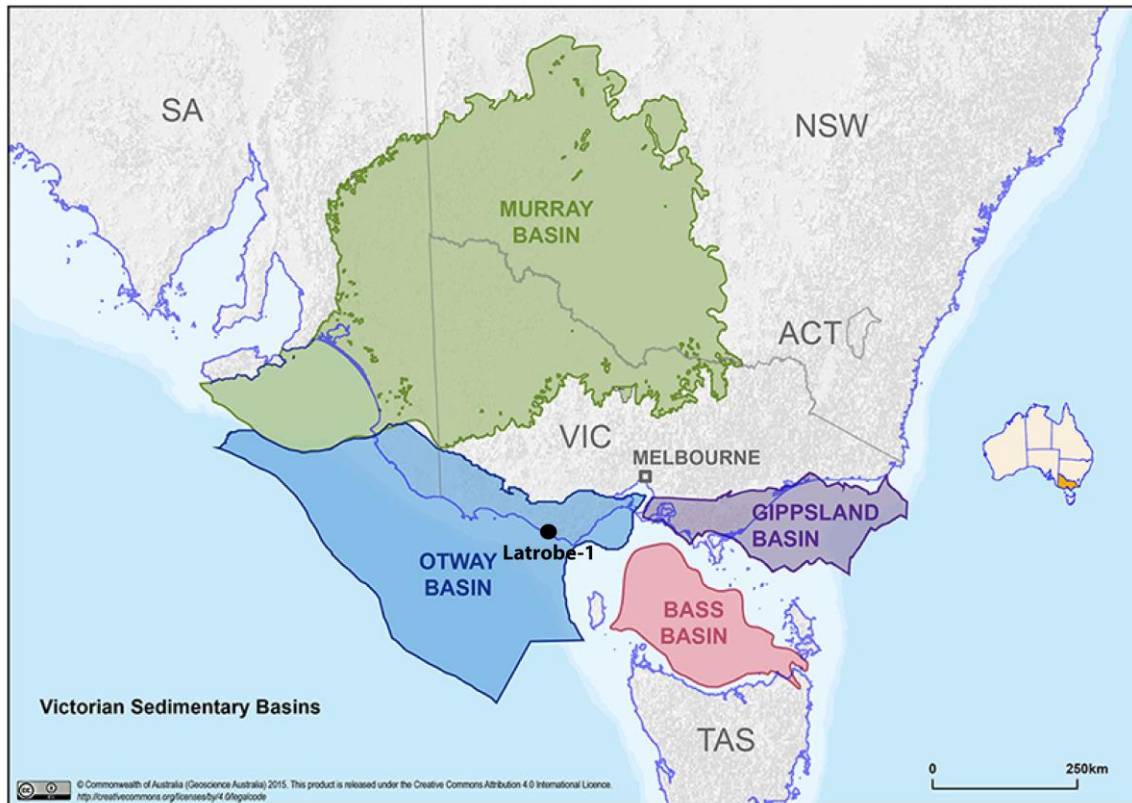 SA
NSW
MURRAY
BASIN
ACT
VIC
MELBOURNE
GIPPSLAND
BASIN
Latrobe-1
OTWAY
BASIN
BASS
BASIN
Victorian Sedimentary Basins
TAS
0 250km
cc BY
© Commonwealth of Australia (Geoscience Australia) 2015. This product is released under the Creative Commons Attribution 4.0 International Licence.
http://creativecommons.org/licenses/by/4.0/legalcode